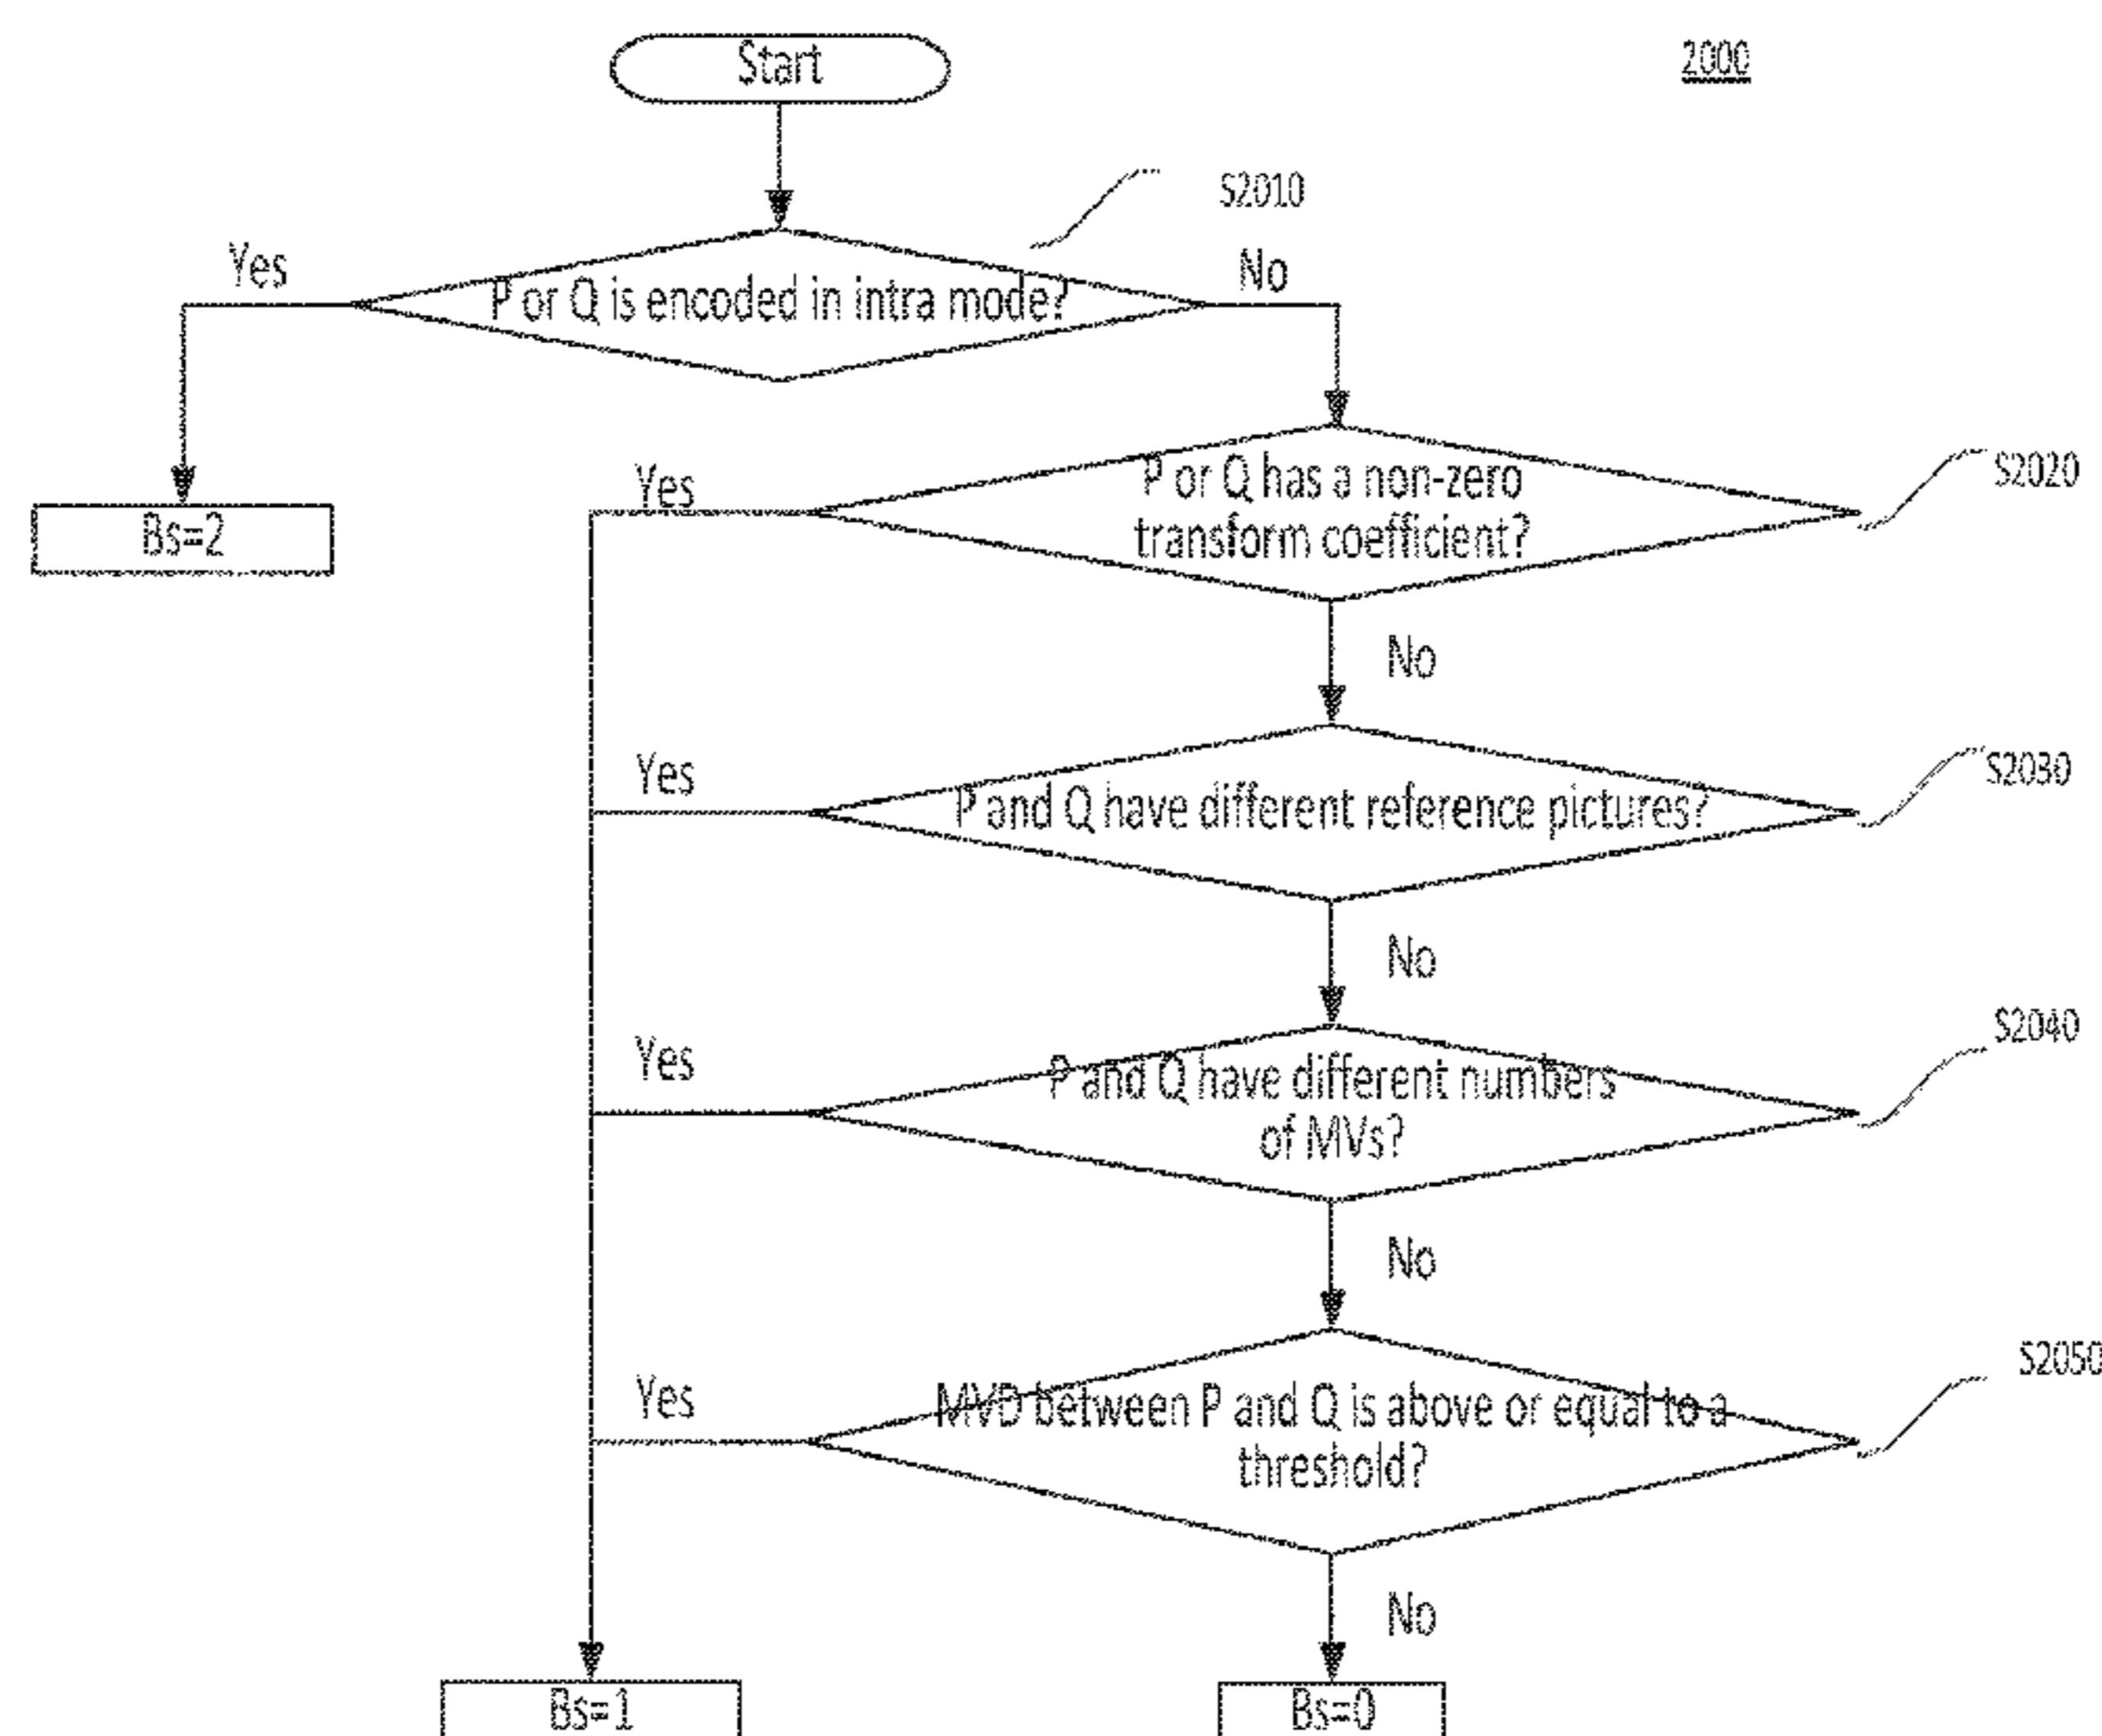 Start
2000
S2010
Yes
No
P or Q is encoded in intra mode?
Yes
P or Q has a non-zero
transform coefficient?
S2020
Bs=2
No
Yes
P and Q have different reference pictures?
S2030
No
Yes
P and Q have different numbers
of MVs?
S2040
No
Yes
MVD between P and Q is above or equal to a
threshold?
S2050
No
Bs=1
Bs=0